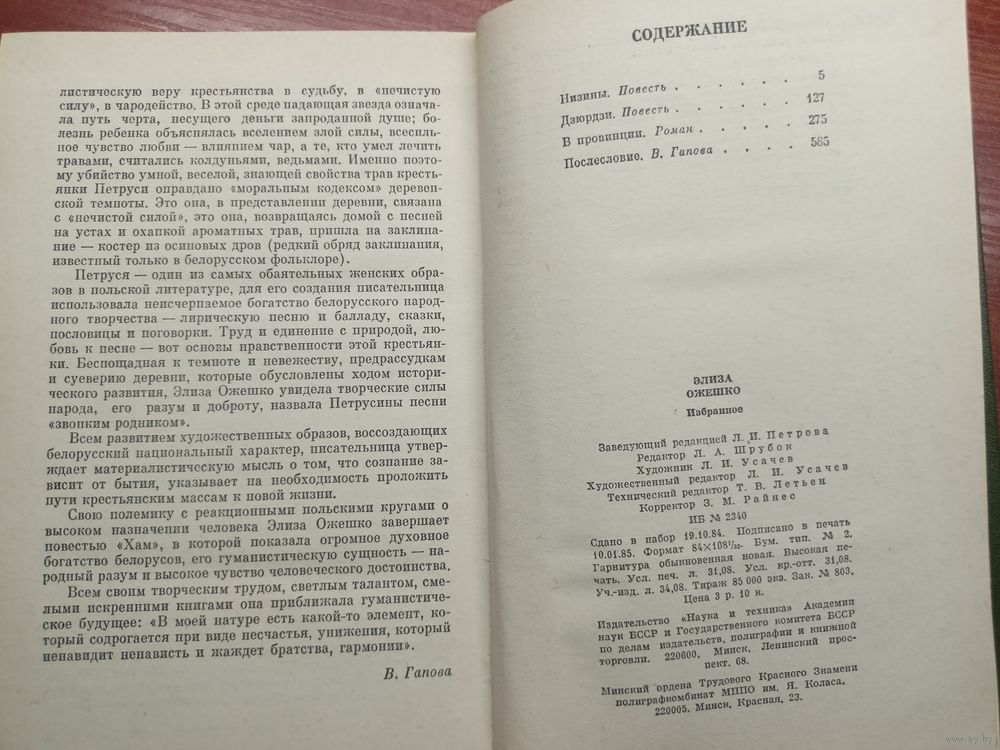 листическую веру крестьянства в судьбу, в «нечистую
силу», в чародейство. В этой среде падающая звезда означа-
ла путь черта, несущего деньги запроданной душе; бо-
лезнь ребенка объяснялась вселением злой силы, всесиль-
ное чувство любви — влиянием чар, а те, кто умел лечить
травами, считались колдуньями, ведьмами. Именно поэто-
му убийство умной, веселой, знающей свойства трав кресть-
янки Петруси оправдано «моральным кодексом» деревен-
ской темноты. Это она, в представлении деревни, связана
с «нечистой силой», это она, возвращаясь домой с песней
на устах и охапкой ароматных трав, пришла на заклина-
ние — костер из осиновых дров (редкий обряд заклинания,
известный только в белорусском фольклоре).
Петруся — один из самых обаятельных женских обра-
зов в польской литературе, для его создания писательница
использовала неисчерпаемое богатство белорусского народ-
ного творчества — лирическую песню и балладу, сказки,
пословицы и поговорки. Труд и единение с природой, лю-
бовь к песне — вот основы нравственности этой крестьян-
ки. Беспощадная к темноте и невежеству, предрассудкам
и суеверию деревни, которые обусловлены ходом истори-
ческого развития, Элиза Ожешко увидела творческие силы
народа, его разум и доброту, назвала Петрусины песни
«звонким родником».
Всем развитием художественных образов, воссоздающих
белорусский национальный характер, писательница утвер-
ждает материалистическую мысль о том, что сознание за-
висит от бытия, указывает на необходимость проложить
пути крестьянским массам к новой жизни.
Свою полемику с реакционными польскими кругами о
высоком назначении человека Элиза Ожешко завершает
повестью «Хам», в которой показала огромное духовное
богатство белорусов, его гуманистическую сущность — на-
родный разум и высокое чувство человеческого достоинства.
Всем своим творческим трудом, светлым талантом, сме-
лыми искренними книгами она приближала гуманистиче-
ское будущее: «В моей натуре есть какой-то элемент, ко-
торый содрогается при виде несчастья, унижения, который
ненавидит ненависть и жаждет братства, гармонии».
В. Гапова
СОДЕРЖАНИЕ
Низины. Повесть . . . . . 5
Дзюрдзи. Повесть . . . . . 127
В провинции. Роман . . . . . 275
Послесловие. В. Гапова . . . . 585
ЭЛИЗА
ОЖЕШКО
Избранное
Заведующий редакцией Л. И. Петрова
Редактор Л. А. Шрубок
Художник Л. И. Усачев
Художественный редактор Л. И. Усачев
Технический редактор Т. В. Летьен
Корректор З. М. Райнес
ИБ № 2340
Сдано в набор 19.10.84. Подписано в печать
10.01.85. Формат 84×108¹/₃₂. Бум. тип. № 2.
Гарнитура обыкновенная новая. Высокая пе-
чать. Усл. печ. л. 31,08. Усл. кр.-отт. 31,08.
Уч.-изд. л. 34,08. Тираж 85 000 экз. Зак. № 803.
Цена 3 р. 10 к.
Издательство «Наука и техника» Академии
наук БССР и Государственного комитета БССР
по делам издательств, полиграфии и книжной
торговли. 220600. Минск. Ленинский прос-
пект. 68.
Минский ордена Трудового Красного Знамени
полиграфкомбинат МППО им. Я. Коласа.
220005. Минск, Красная, 23.
www.ay.by